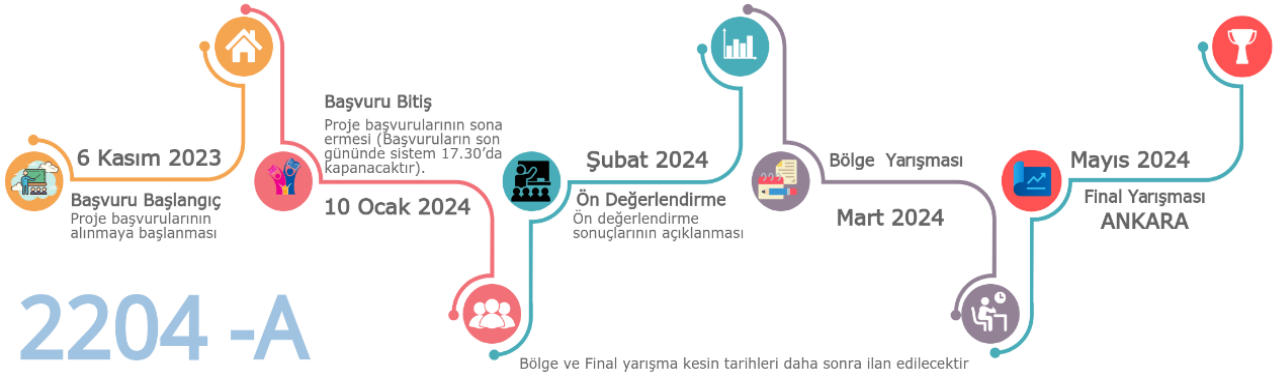 6 Kasım 2023
Başvuru Başlangıç
Proje başvurularının
alınmaya başlanması
Başvuru Bitiş
Proje başvurularının sona
ermesi (Başvuruların son
gününde sistem 17.30’da
kapanacaktır).
10 Ocak 2024
Şubat 2024
Ön Değerlendirme
Ön değerlendirme
sonuçlarının açıklanması
Bölge Yarışması
Mart 2024
Mayıs 2024
Final Yarışması
ANKARA
2204 -A
Bölge ve Final yarışma kesin tarihleri daha sonra ilan edilecektir